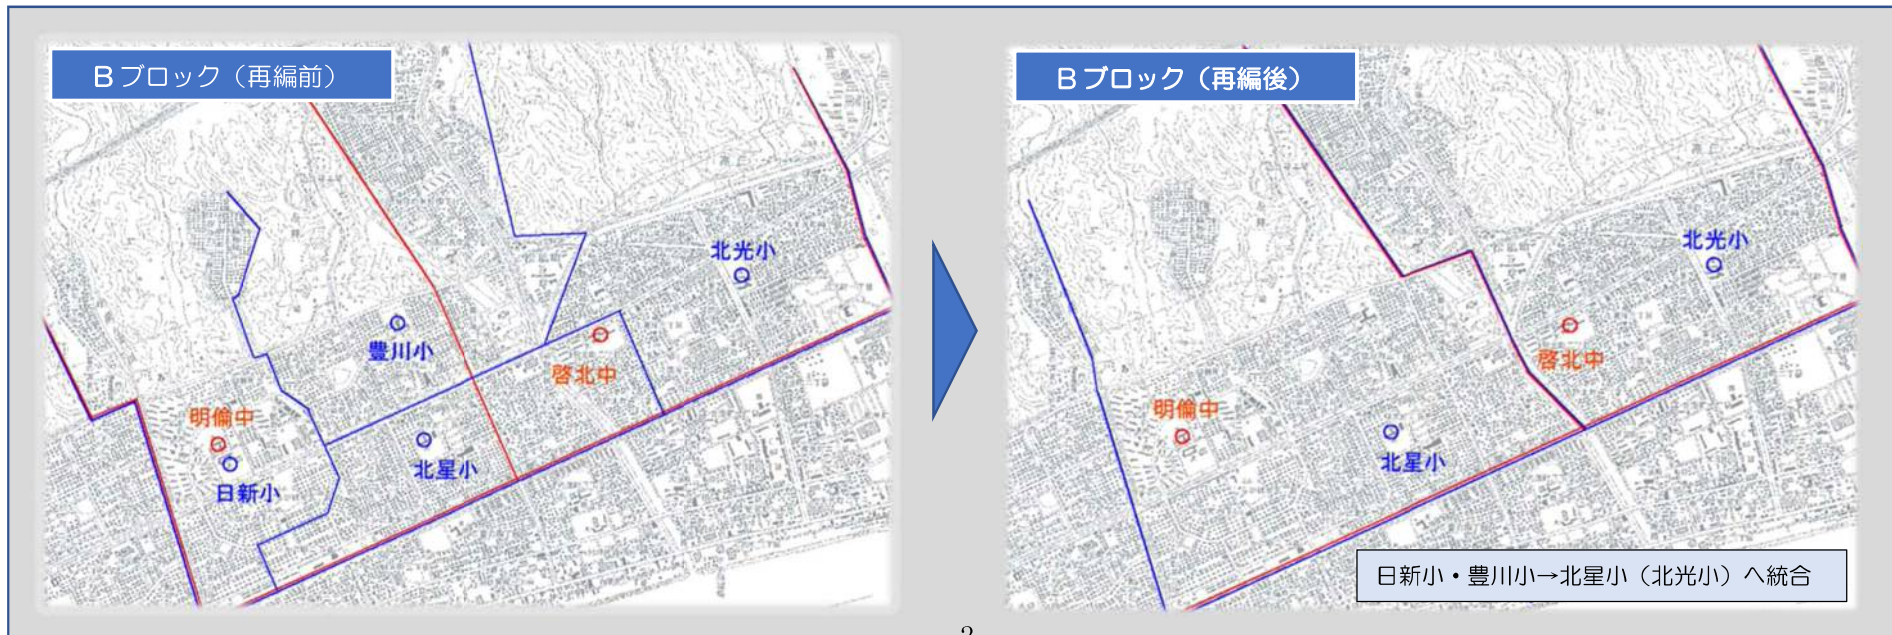 Bブロック（再編前）
北光小
豊川小
啓北中
明倫中
北星小
日新小
Bブロック（再編後）
北光小
啓北中
明倫中
北星小
日新小・豊川小→北星小（北光小）へ統合